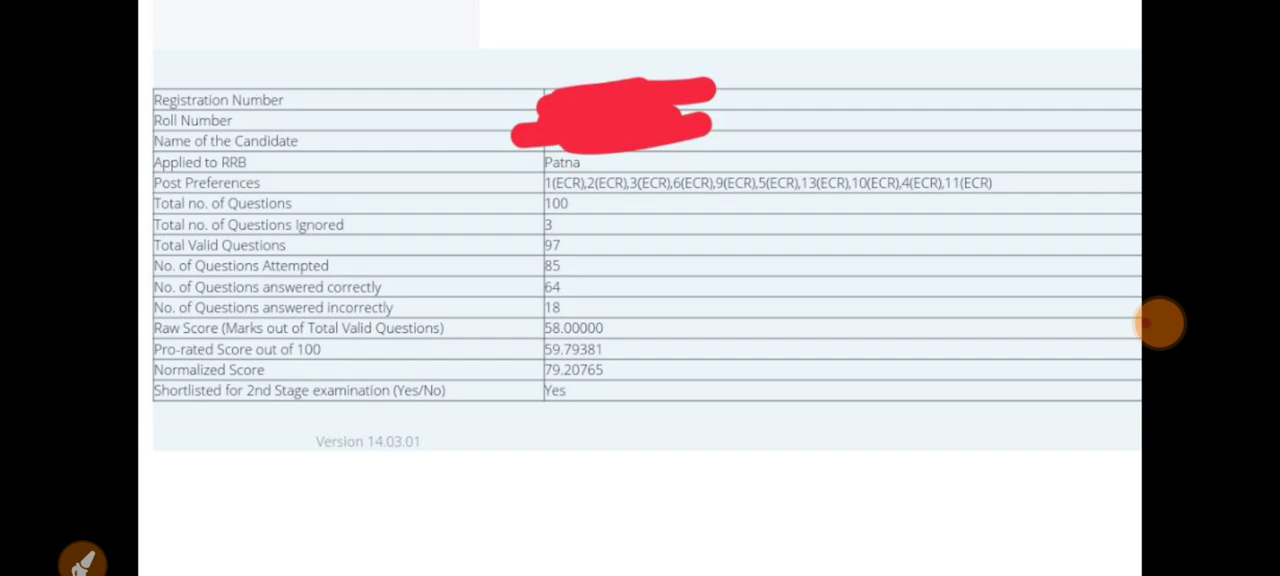 Registration Number
Roll Number
Name of the Candidate
Applied to RRB Patna
Post Preferences 1(ECR),2(ECR),3(ECR),6(ECR),9(ECR),5(ECR),13(ECR),10(ECR),4(ECR),11(ECR)
Total no. of Questions 100
Total no. of Questions Ignored 3
Total Valid Questions 97
No. of Questions Attempted 85
No. of Questions answered correctly 64
No. of Questions answered incorrectly 18
Raw Score (Marks out of Total Valid Questions) 58.00000
Pro-rated Score out of 100 59.79381
Normalized Score 79.20765
Shortlisted for 2nd Stage examination (Yes/No) Yes
Version 14.03.01